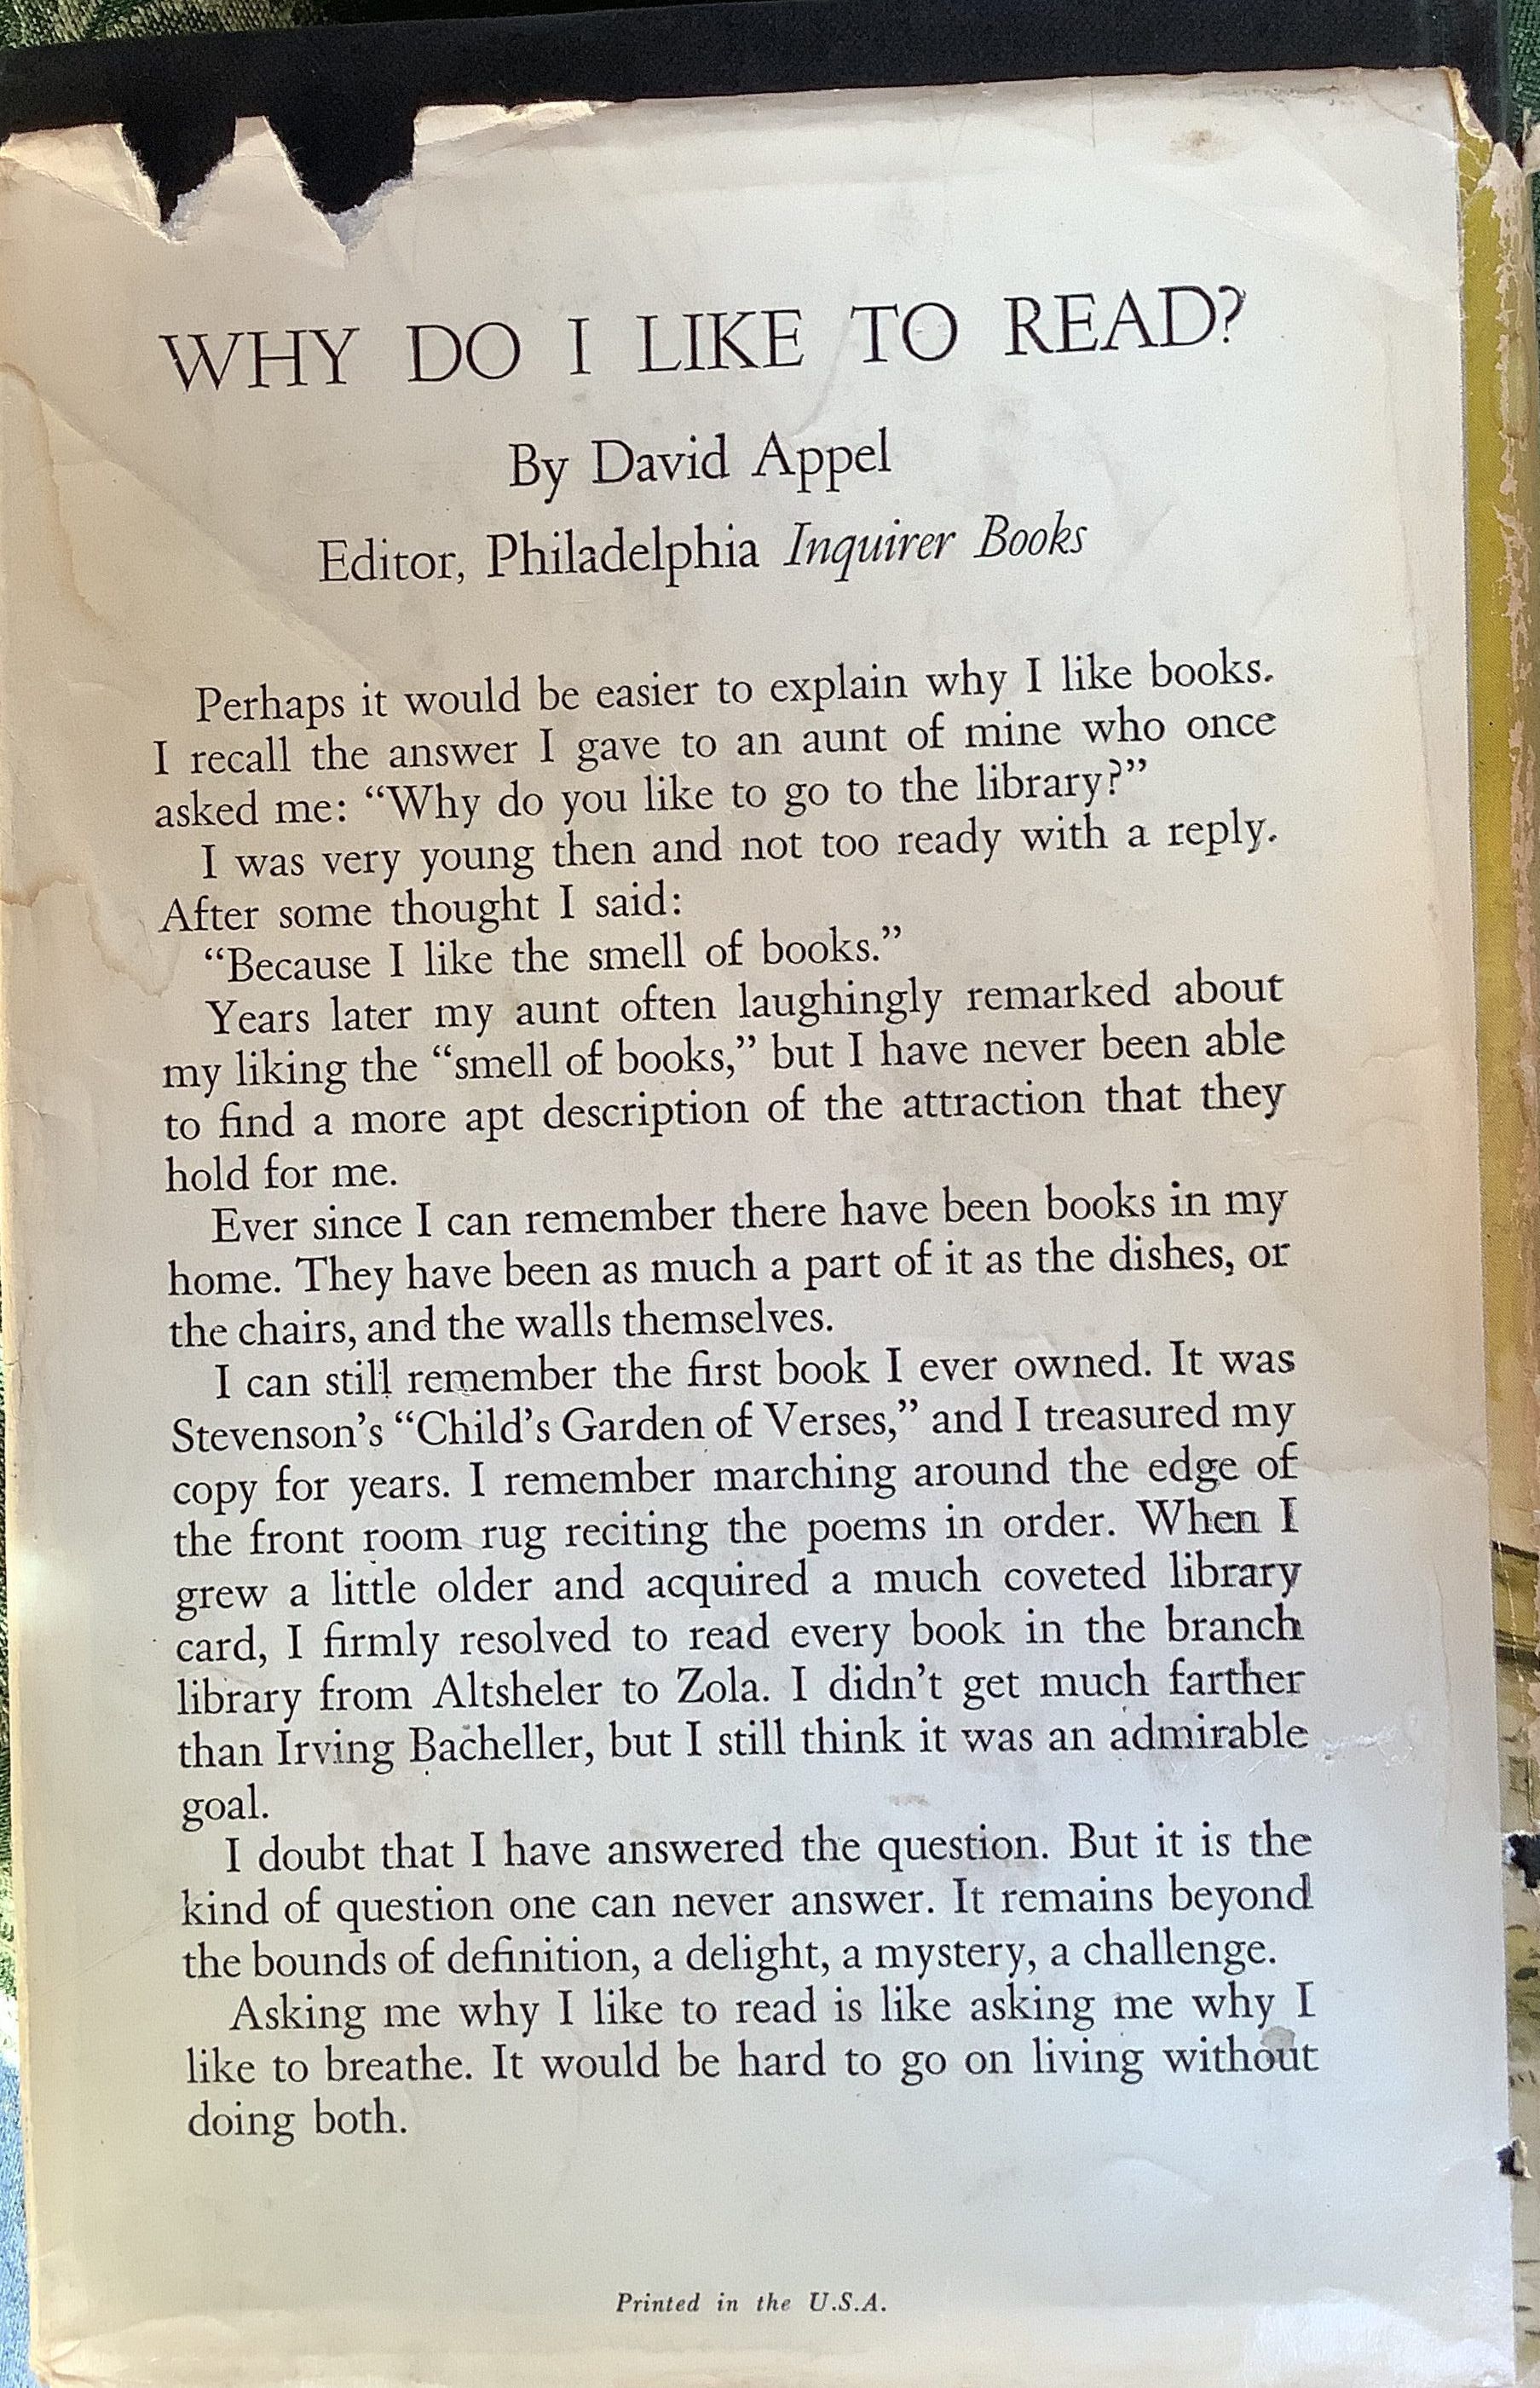 WHY DO I LIKE TO READ?
By David Appel
Editor, Philadelphia Inquirer Books
Perhaps it would be easier to explain why I like books.
I recall the answer I gave to an aunt of mine who once
asked me: “Why do you like to go to the library?”
I was very young then and not too ready with a reply.
After some thought I said:
“Because I like the smell of books.”
Years later my aunt often laughingly remarked about
my liking the “smell of books,” but I have never been able
to find a more apt description of the attraction that they
hold for me.
Ever since I can remember there have been books in my
home. They have been as much a part of it as the dishes, or
the chairs, and the walls themselves.
I can still remember the first book I ever owned. It was
Stevenson’s “Child’s Garden of Verses,” and I treasured my
copy for years. I remember marching around the edge of
the front room rug reciting the poems in order. When I
grew a little older and acquired a much coveted library
card, I firmly resolved to read every book in the branch
library from Altsheler to Zola. I didn’t get much farther
than Irving Bacheller, but I still think it was an admirable
goal.
I doubt that I have answered the question. But it is the
kind of question one can never answer. It remains beyond
the bounds of definition, a delight, a mystery, a challenge.
Asking me why I like to read is like asking me why I
like to breathe. It would be hard to go on living without
doing both.
Printed in the U.S.A.